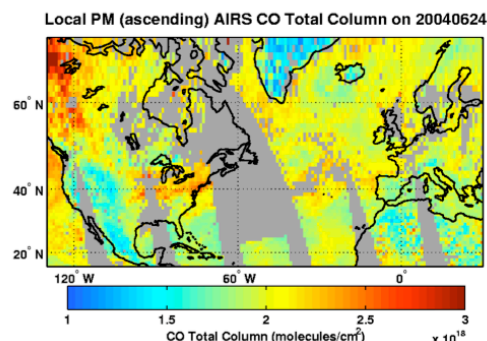 Local PM (ascending) AIRS CO Total Column on 20040624
60° N
40° N
20° N
120° W
60° W
0°
1
1.5
2
2.5
3
CO Total Column (molecules/cm²)
x 10¹⁸